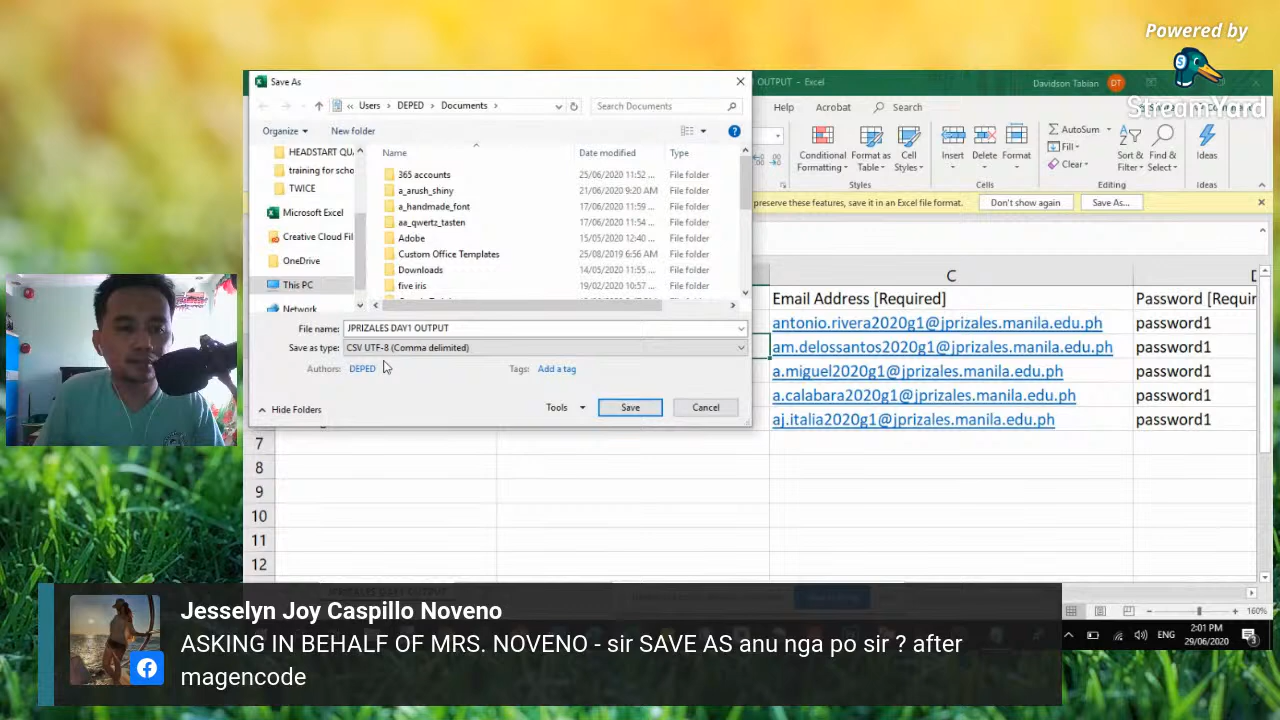 Powered by
StreamYard
Save As
OUTPUT - Excel
Davidson Tabian
DT
Users > DEPED > Documents >
Search Documents
Help
Acrobat
Search
Organize
New folder
AutoSum
Fill
Clear
Conditional Formatting
Format as Table
Cell Styles
Insert
Delete
Format
Sort & Filter
Find & Select
Ideas
Styles
Cells
Editing
Ideas
HEADSTART QU
training for scho
TWICE
Microsoft Excel
Creative Cloud Fil
OneDrive
This PC
Network
Name
Date modified
Type
365 accounts 25/06/2020 11:52 ... File folder
a_arush_shiny 21/06/2020 9:20 AM File folder
a_handmade_font 17/06/2020 11:59 ... File folder
aa_qwertz_tasten 17/06/2020 11:54 ... File folder
Adobe 15/05/2020 12:40 ... File folder
Custom Office Templates 25/08/2019 6:56 AM File folder
Downloads 14/05/2020 11:55 ... File folder
five iris 19/02/2020 10:57 ... File folder
File name: JPRIZALES DAY1 OUTPUT
Save as type: CSV UTF-8 (Comma delimited)
Authors: DEPED
Tags: Add a tag
Hide Folders
Tools
Save
Cancel
preserve these features, save it in an Excel file format.
Don't show again
Save As...
C
D
Email Address [Required]
Password [Requir
antonio.rivera2020g1@jprizales.manila.edu.ph password1
am.delossantos2020g1@jprizales.manila.edu.ph password1
a.miguel2020g1@jprizales.manila.edu.ph password1
a.calabara2020g1@jprizales.manila.edu.ph password1
aj.italia2020g1@jprizales.manila.edu.ph password1
7
8
9
10
11
12
JPRIZALES DAY1 OUTPUT
160%
ENG
2:01 PM
29/06/2020
3
Jesselyn Joy Caspillo Noveno
ASKING IN BEHALF OF MRS. NOVENO - sir SAVE AS anu nga po sir ? after
magencode